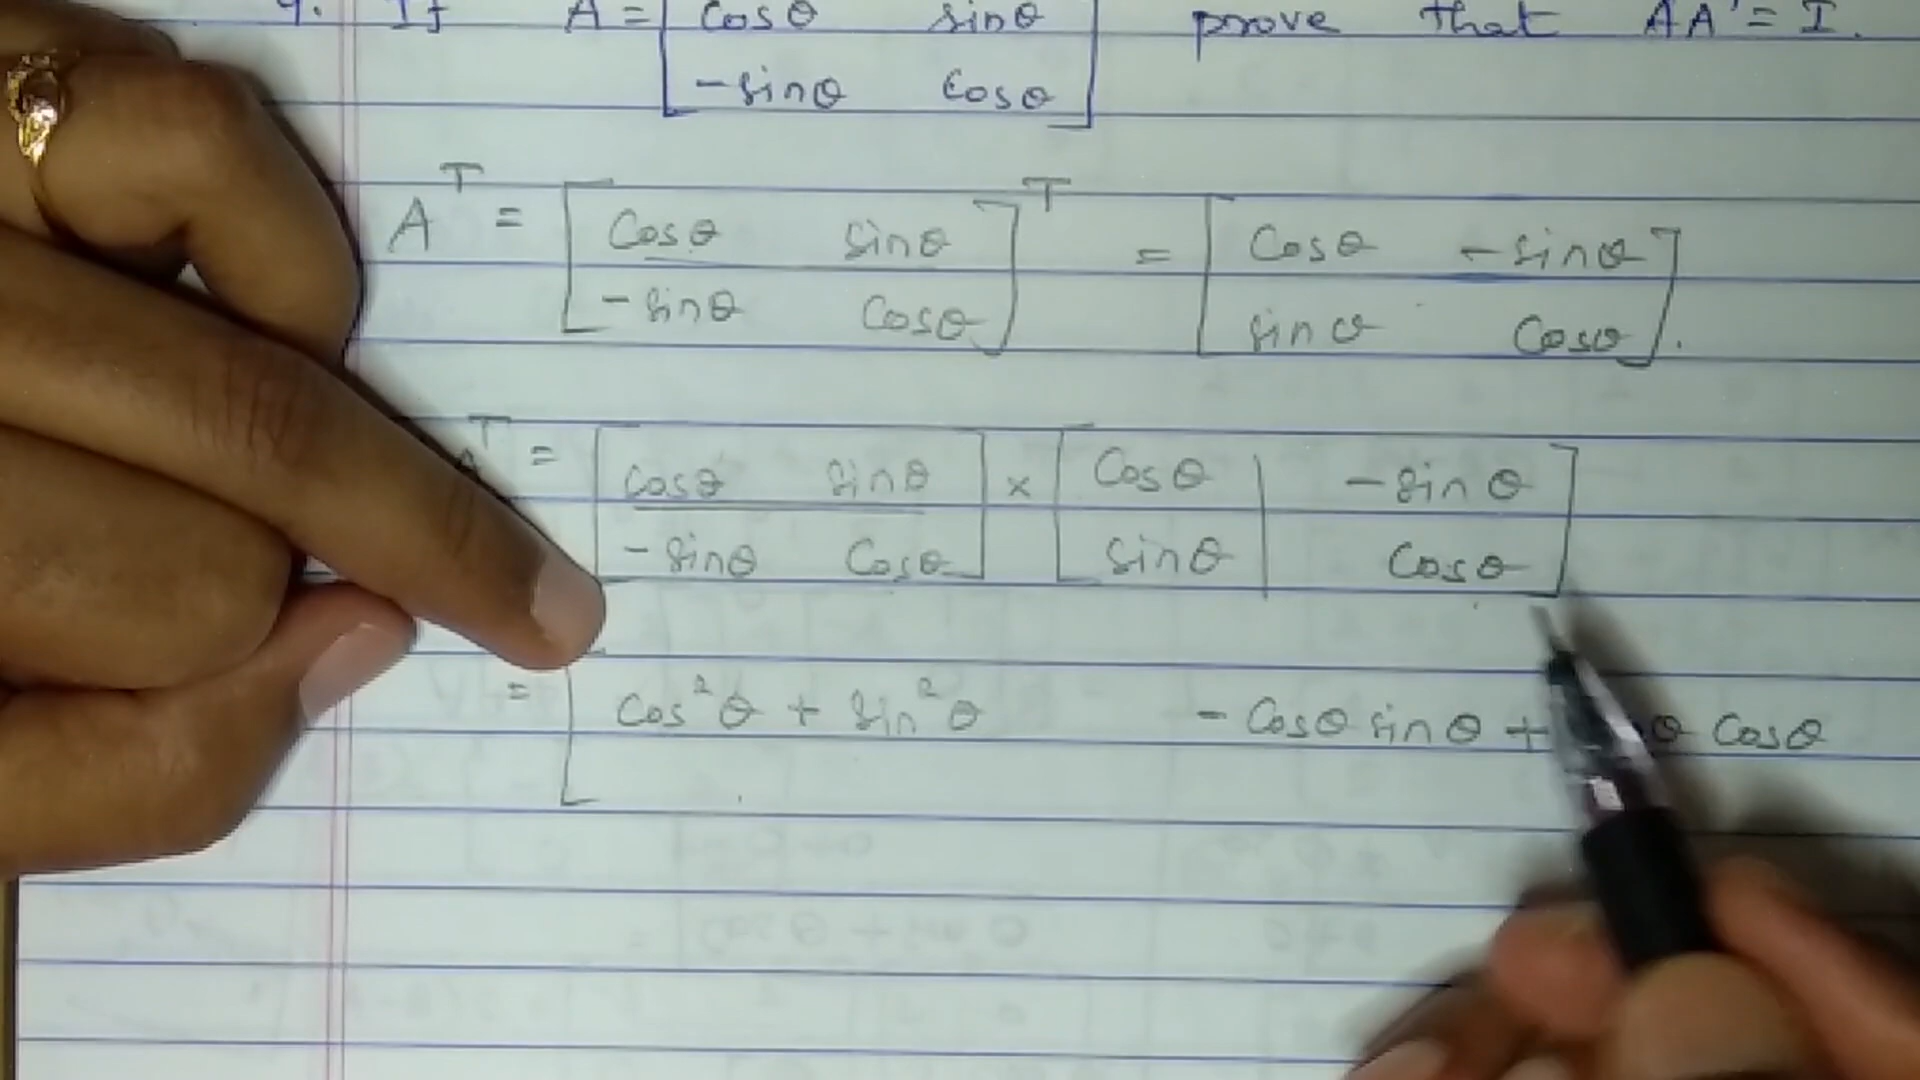 9. If A = [ cosθ sinθ prove that AA' = I.
-sinθ cosθ ]
A^T = [ Cosθ sinθ ]^T = [ Cosθ -sinθ ]
-sinθ Cosθ sinθ Cosθ .
^T = [ cosθ sinθ ] × [ Cosθ | -sinθ ]
-sinθ Cosθ sinθ | Cosθ
= [ Cos²θ + sin²θ -Cosθ sinθ + θ Cosθ